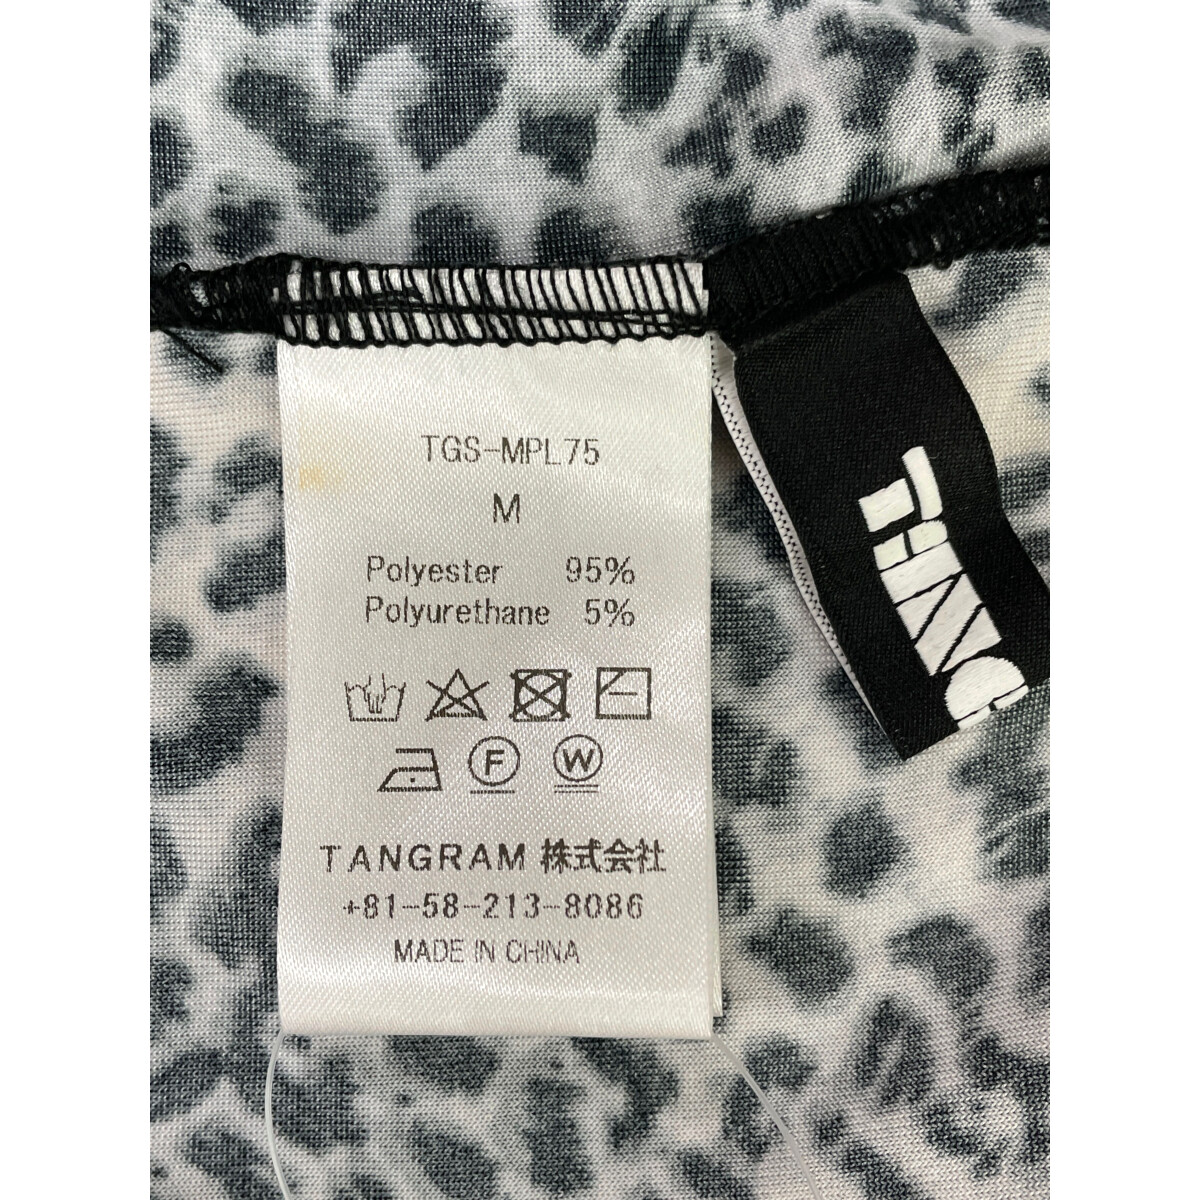 TGS-MPL75
M
Polyester 95%
Polyurethane 5%
F W
TANGRAM 株式会社
+81-58-213-8086
MADE IN CHINA